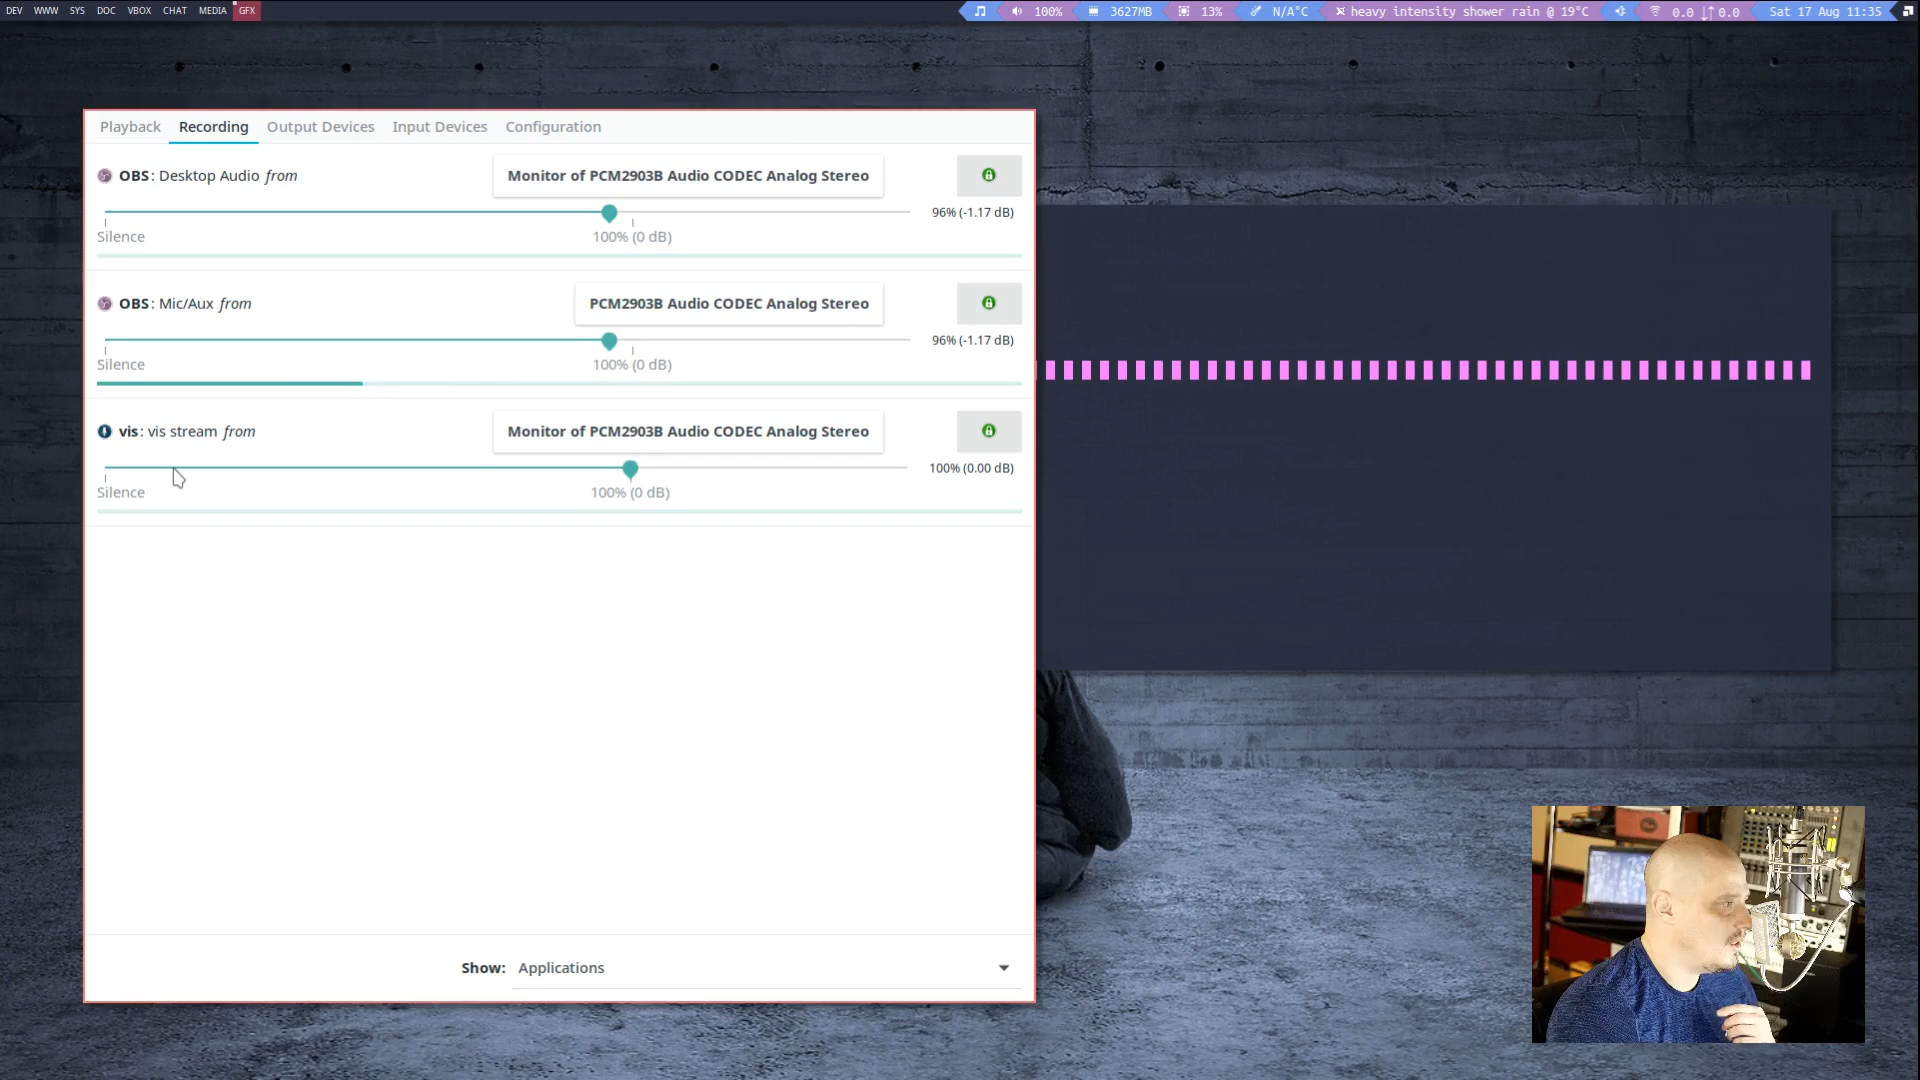 DEV WWW SYS DOC VBOX CHAT MEDIA GFX
100% 3627MB 13% N/A°C heavy intensity shower rain @ 19°C 0.0 ↓↑ 0.0 Sat 17 Aug 11:35
Playback Recording Output Devices Input Devices Configuration
OBS: Desktop Audio from Monitor of PCM2903B Audio CODEC Analog Stereo
96% (-1.17 dB)
Silence 100% (0 dB)
OBS: Mic/Aux from PCM2903B Audio CODEC Analog Stereo
96% (-1.17 dB)
Silence 100% (0 dB)
vis: vis stream from Monitor of PCM2903B Audio CODEC Analog Stereo
100% (0.00 dB)
Silence 100% (0 dB)
Show: Applications